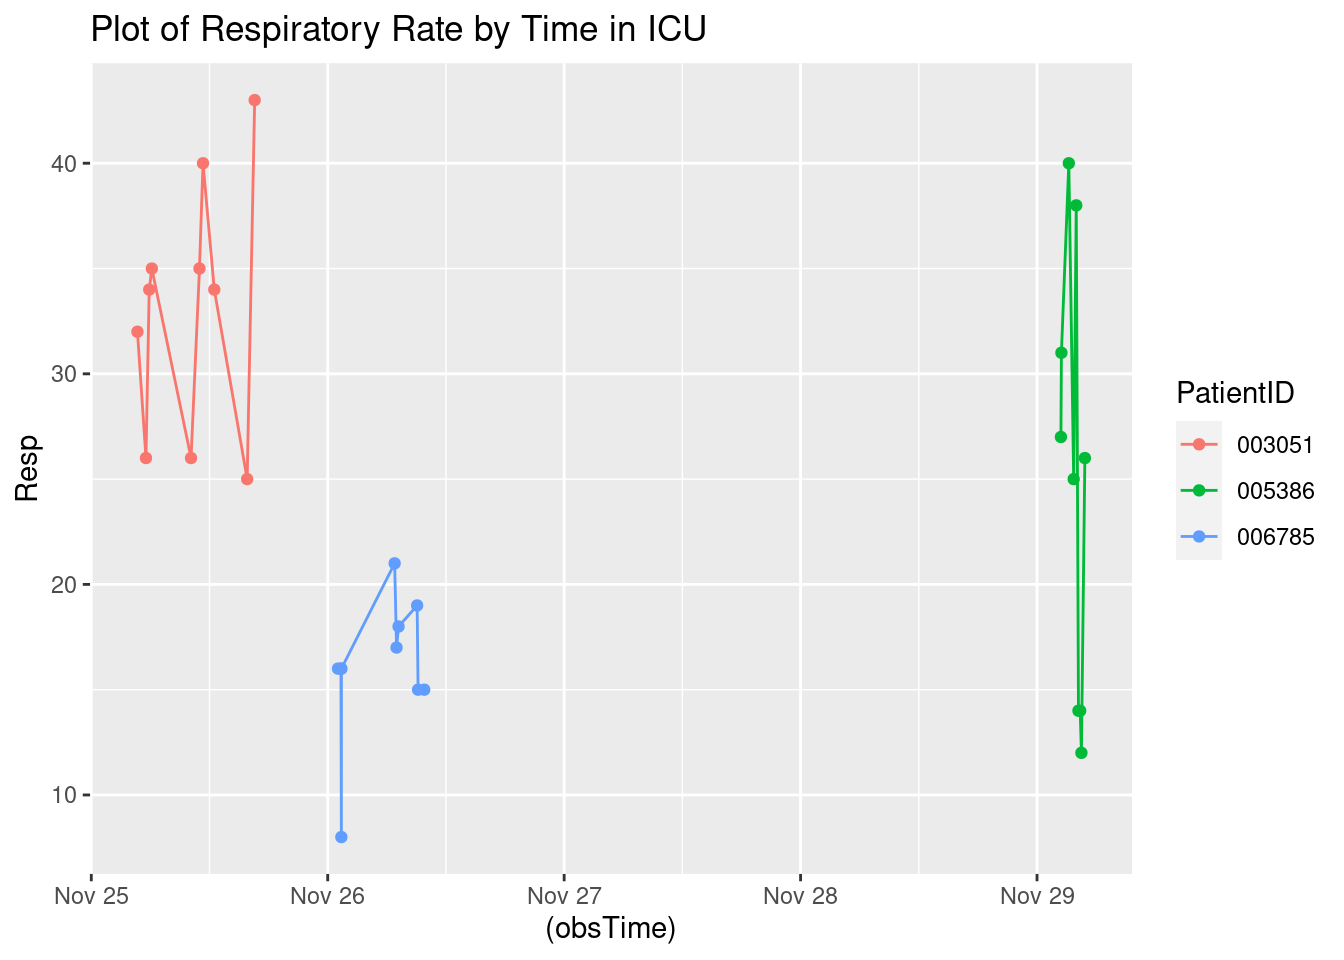 Plot of Respiratory Rate by Time in ICU
40
30
20
10
Resp
Nov 25
Nov 26
Nov 27
Nov 28
Nov 29
(obsTime)
PatientID
003051
005386
006785